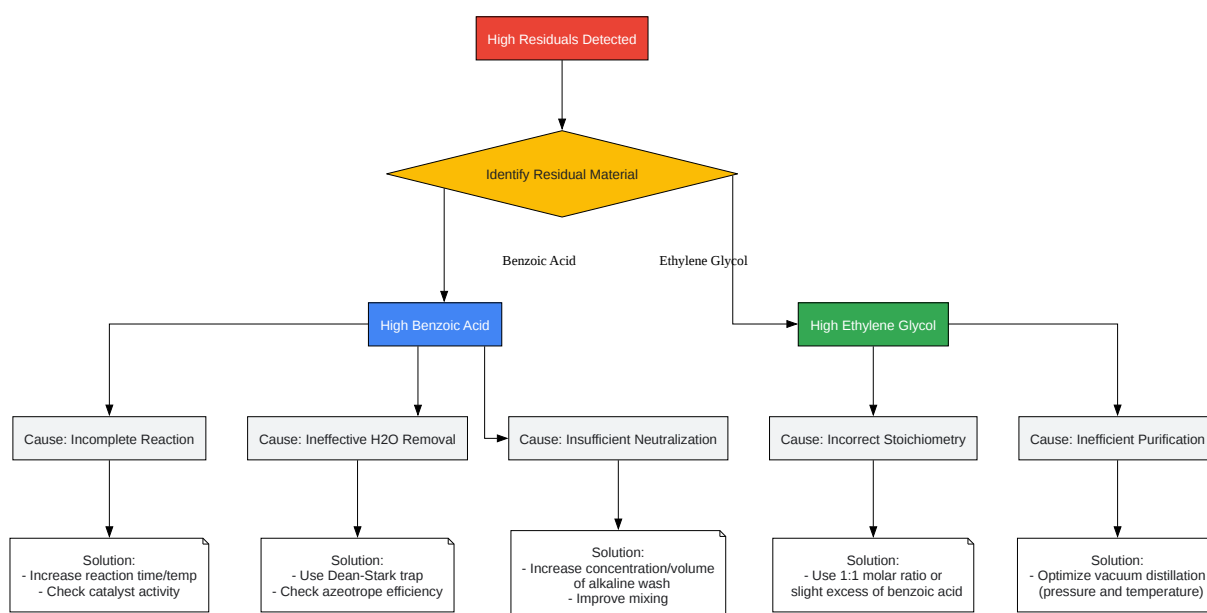 High Residuals Detected
Identify Residual Material
Benzoic Acid
Ethylene Glycol
High Benzoic Acid
High Ethylene Glycol
Cause: Incomplete Reaction
Cause: Ineffective H2O Removal
Cause: Insufficient Neutralization
Cause: Incorrect Stoichiometry
Cause: Inefficient Purification
Solution:
- Increase reaction time/temp
- Check catalyst activity
Solution:
- Use Dean-Stark trap
- Check azeotrope efficiency
Solution:
- Increase concentration/volume
of alkaline wash
- Improve mixing
Solution:
- Use 1:1 molar ratio or
slight excess of benzoic acid
Solution:
- Optimize vacuum distillation
(pressure and temperature)